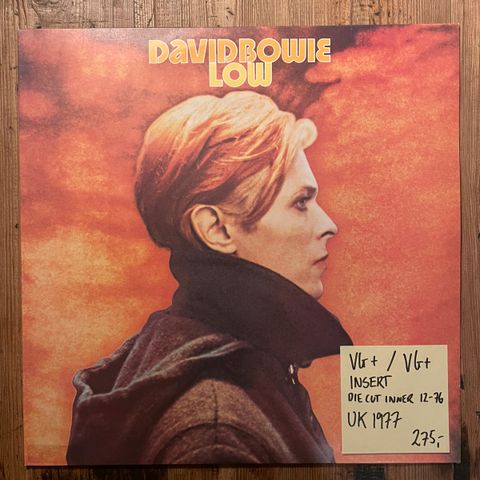 DAVIDBOWIE
LOW
VG+ / VG+
INSERT
DIE CUT INNER 12-76
UK 1977
275,-